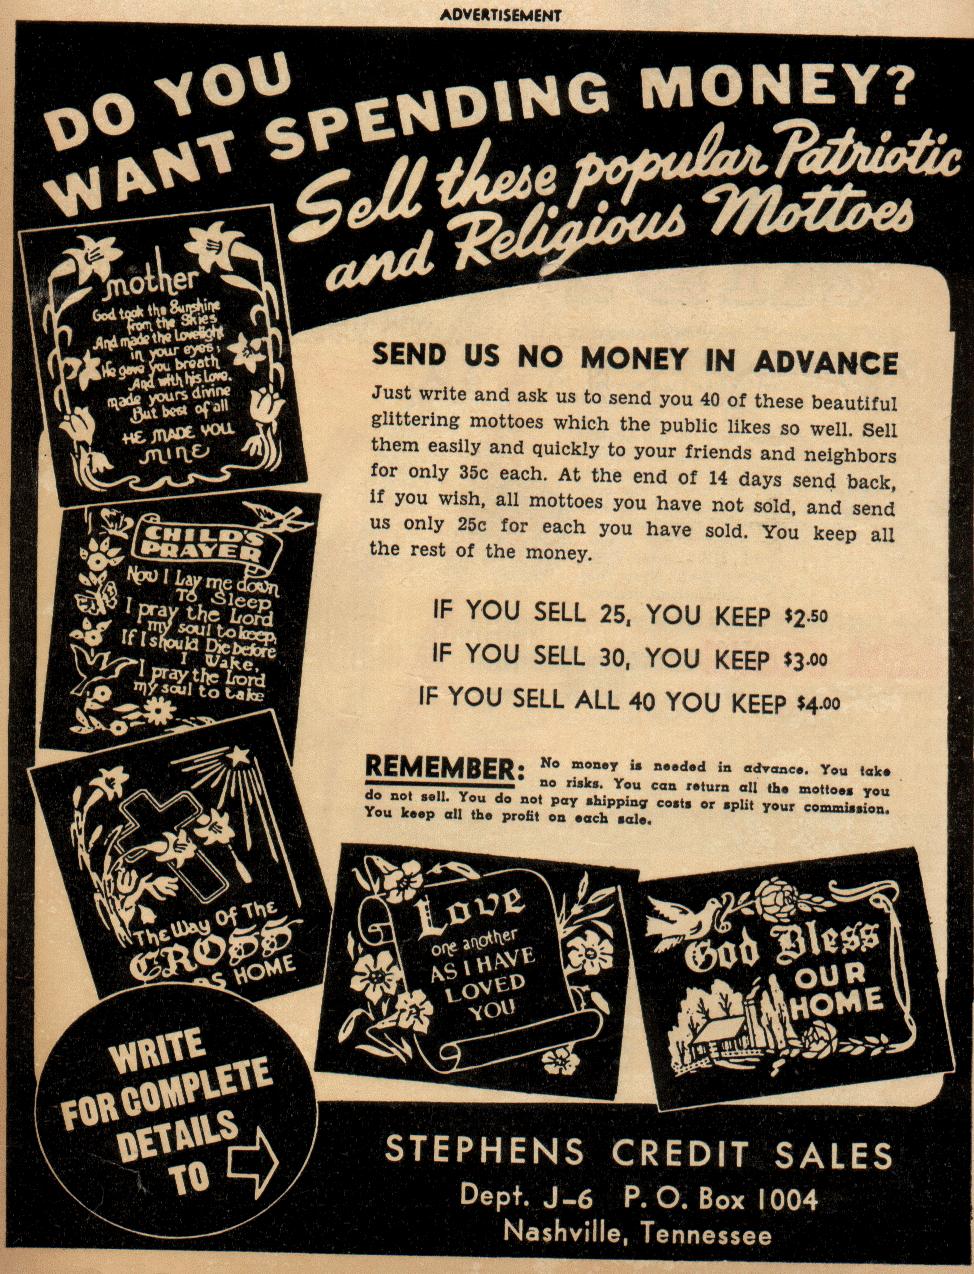 ADVERTISEMENT
DO YOU
WANT SPENDING MONEY?
Sell these popular Patriotic
and Religious Mottoes
mother
God took the Sunshine
from the Skies
And made the Lovelight
in your eyes;
He gave you breath
And with his Love,
made yours divine
But best of all
HE MADE YOU
MINE
SEND US NO MONEY IN ADVANCE
Just write and ask us to send you 40 of these beautiful
glittering mottoes which the public likes so well. Sell
them easily and quickly to your friends and neighbors
for only 35c each. At the end of 14 days send back,
if you wish, all mottoes you have not sold, and send
us only 25c for each you have sold. You keep all
the rest of the money.
CHILD'S
PRAYER
Now I Lay me down
TO Sleep
I pray the Lord
my soul to keep,
If I should Die before
I Wake,
I pray the Lord
my soul to take
IF YOU SELL 25, YOU KEEP $2.50
IF YOU SELL 30, YOU KEEP $3.00
IF YOU SELL ALL 40 YOU KEEP $4.00
REMEMBER: No money is needed in advance. You take
no risks. You can return all the mottoes you
do not sell. You do not pay shipping costs or split your commission.
You keep all the profit on each sale.
The Way Of The
CROSS
HOME
Love
one another
AS I HAVE
LOVED
YOU
God Bless
OUR
HOME
WRITE
FOR COMPLETE
DETAILS
TO
STEPHENS CREDIT SALES
Dept. J-6 P. O. Box 1004
Nashville, Tennessee